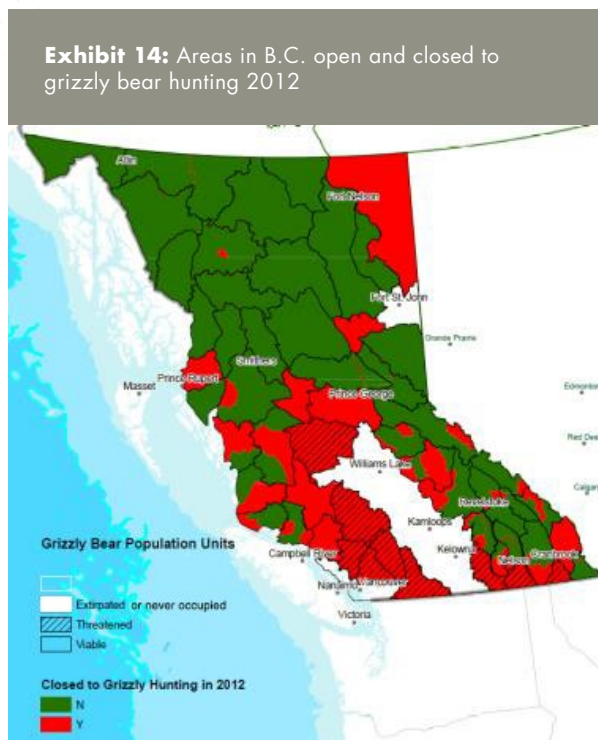 Exhibit 14: Areas in B.C. open and closed to
grizzly bear hunting 2012
Atlin
Fort Nelson
Fort St. John
Grande Prairie
Smithers
Prince Rupert
Masset
Prince George
Edmonton
Red Deer
Williams Lake
Calgary
Revelstoke
Kamloops
Kelowna
Cranbrook
Nelson
Campbell River
Nanaimo
Vancouver
Victoria
Grizzly Bear Population Units
Extirpated or never occupied
Threatened
Viable
Closed to Grizzly Hunting in 2012
N
Y